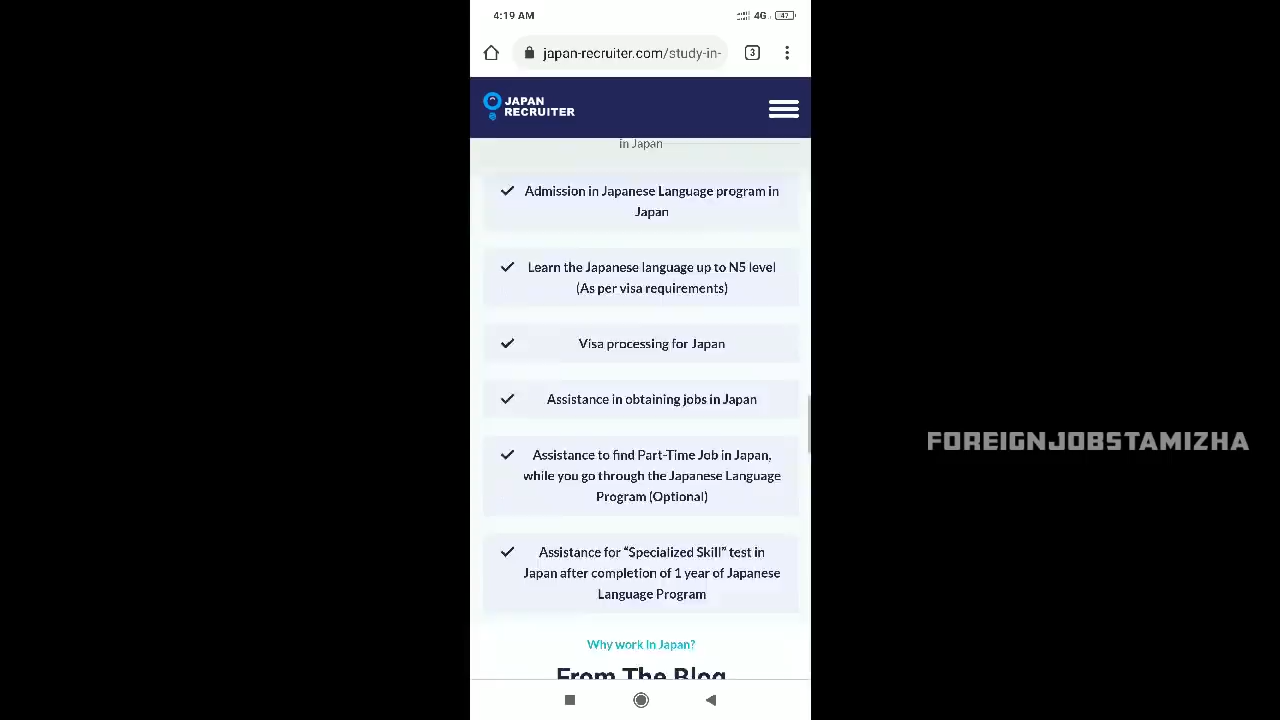 4:19 AM
4G
47
japan-recruiter.com/study-in-
3
JAPAN
RECRUITER
in Japan
Admission in Japanese Language program in
Japan
Learn the Japanese language up to N5 level
(As per visa requirements)
Visa processing for Japan
Assistance in obtaining jobs in Japan
Assistance to find Part-Time Job in Japan,
while you go through the Japanese Language
Program (Optional)
FOREIGNJOBSTAMIZHA
Assistance for “Specialized Skill” test in
Japan after completion of 1 year of Japanese
Language Program
Why work in Japan?
From The Blog